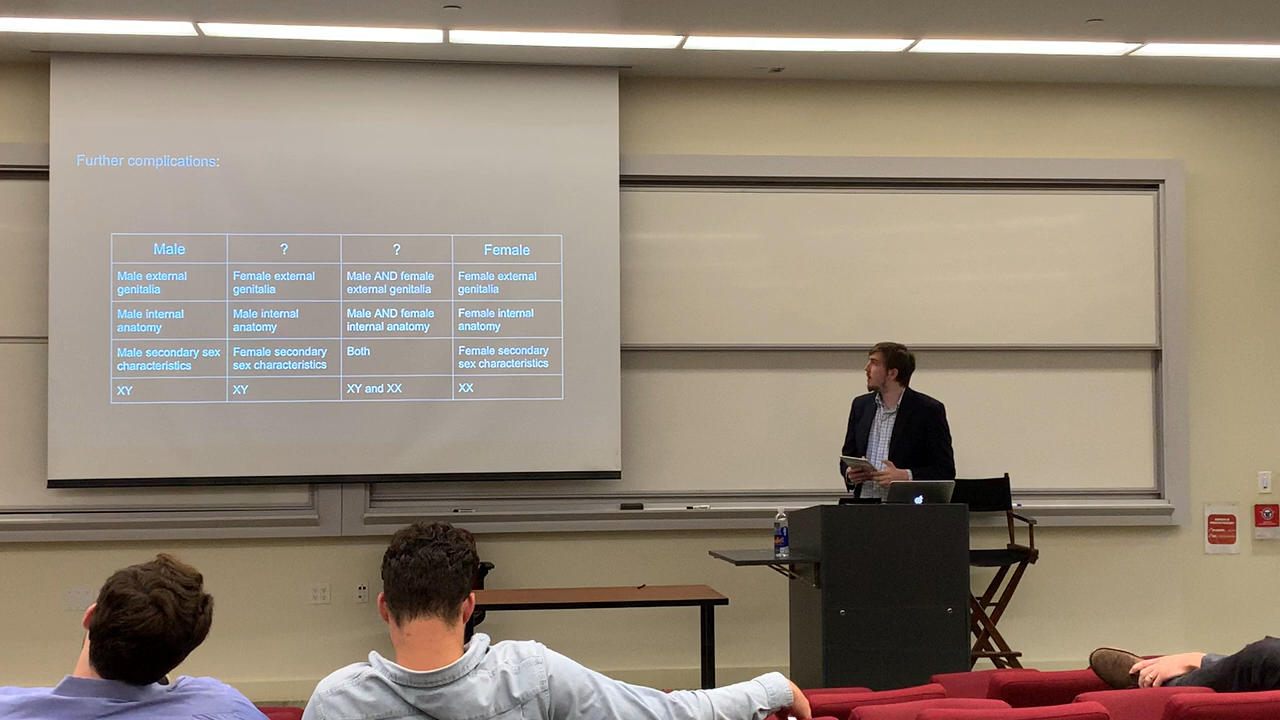 Further complications:
Male ? ? Female
Male external genitalia Female external genitalia Male AND female external genitalia Female external genitalia
Male internal anatomy Male internal anatomy Male AND female internal anatomy Female internal anatomy
Male secondary sex characteristics Female secondary sex characteristics Both Female secondary sex characteristics
XY XY XY and XX XX